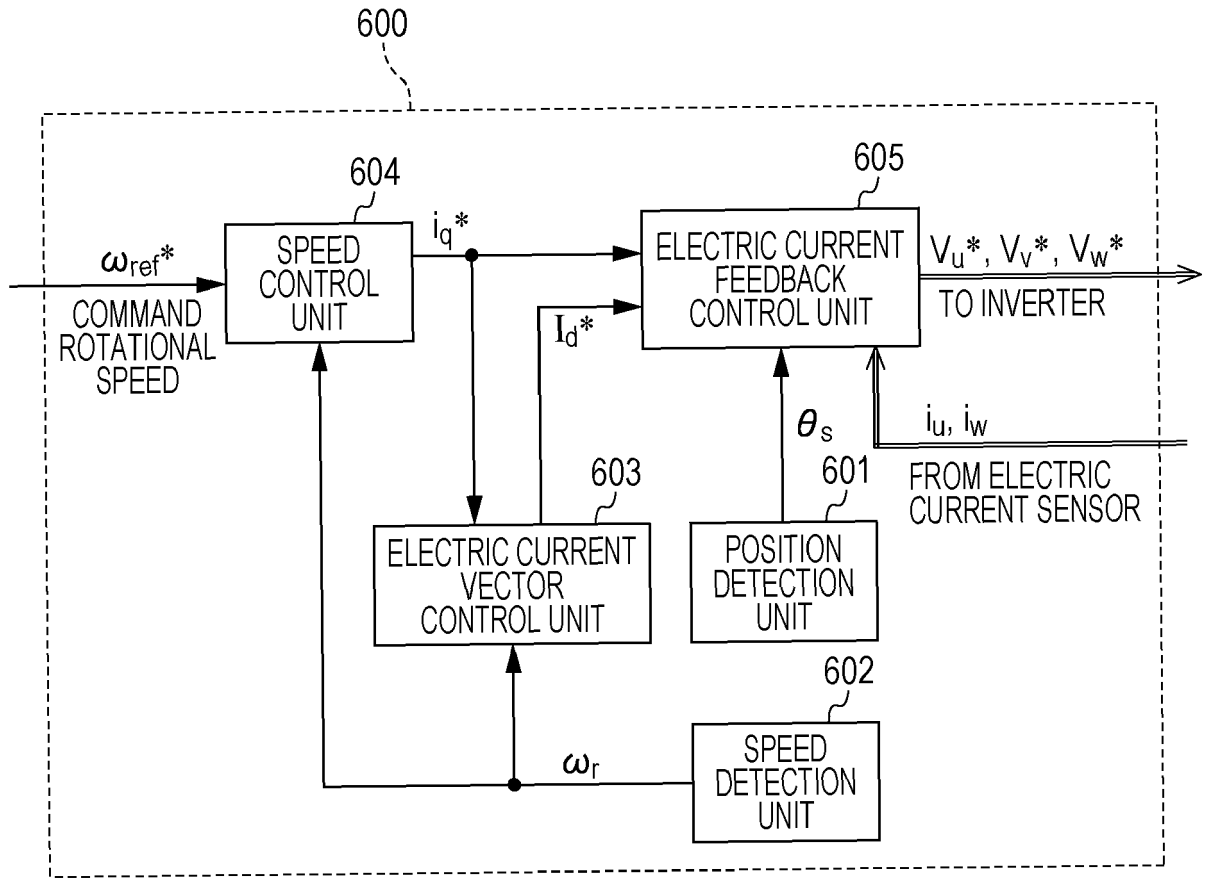 600
604
SPEED
CONTROL
UNIT
i_q*
605
ELECTRIC CURRENT
FEEDBACK
CONTROL UNIT
V_u*, V_v*, V_w*
TO INVERTER
ω_ref*
COMMAND
ROTATIONAL
SPEED
I_d*
θ_s
i_u, i_w
FROM ELECTRIC
CURRENT SENSOR
603
ELECTRIC CURRENT
VECTOR
CONTROL UNIT
601
POSITION
DETECTION
UNIT
602
SPEED
DETECTION
UNIT
ω_r